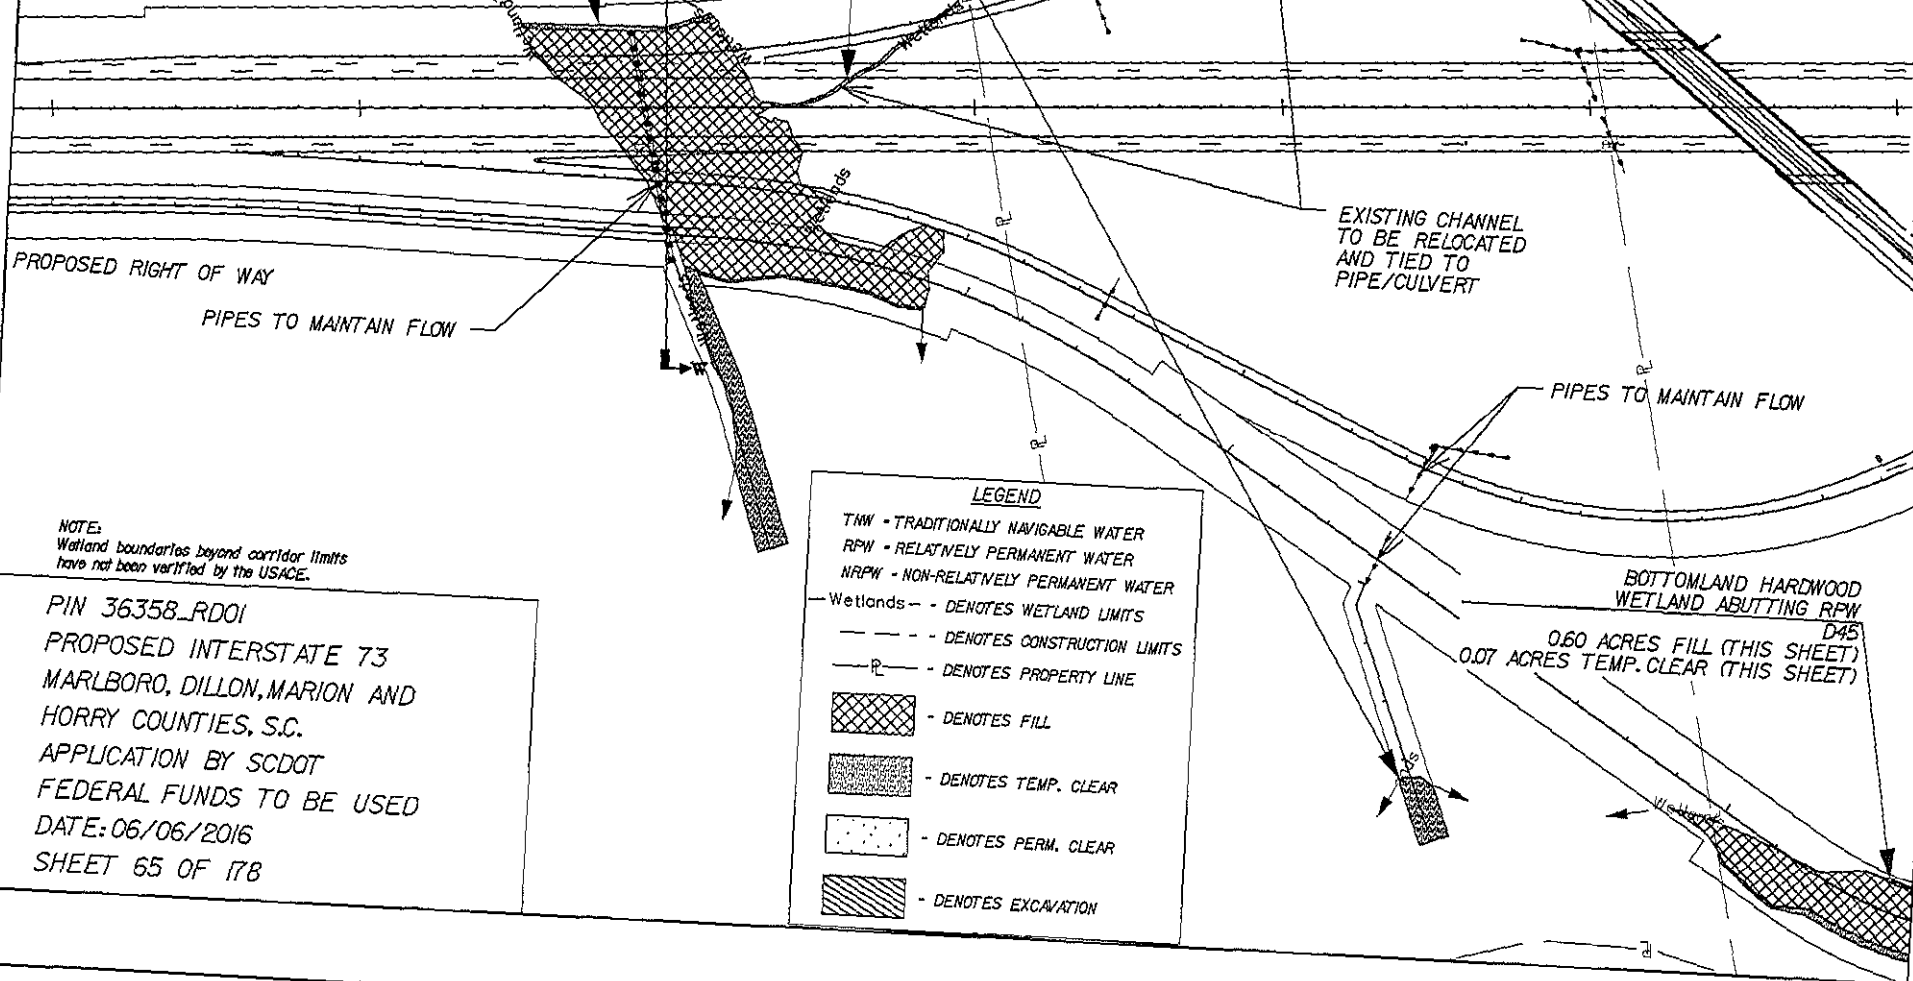 Wetlands
Wetlands
EXISTING CHANNEL
TO BE RELOCATED
AND TIED TO
PIPE/CULVERT
PROPOSED RIGHT OF WAY
PIPES TO MAINTAIN FLOW
W
PIPES TO MAINTAIN FLOW
NOTE:
Wetland boundaries beyond corridor limits
have not been verified by the USACE.
PIN 36358_RD01
PROPOSED INTERSTATE 73
MARLBORO, DILLON, MARION AND
HORRY COUNTIES, S.C.
APPLICATION BY SCDOT
FEDERAL FUNDS TO BE USED
DATE: 06/06/2016
SHEET 65 OF 178
LEGEND
TNW - TRADITIONALLY NAVIGABLE WATER
RPW - RELATIVELY PERMANENT WATER
NRPW - NON-RELATIVELY PERMANENT WATER
Wetlands - DENOTES WETLAND LIMITS
- DENOTES CONSTRUCTION LIMITS
PL - DENOTES PROPERTY LINE
- DENOTES FILL
- DENOTES TEMP. CLEAR
- DENOTES PERM. CLEAR
- DENOTES EXCAVATION
BOTTOMLAND HARDWOOD
WETLAND ABUTTING RPW
D45
0.60 ACRES FILL (THIS SHEET)
0.07 ACRES TEMP. CLEAR (THIS SHEET)
Wetlands